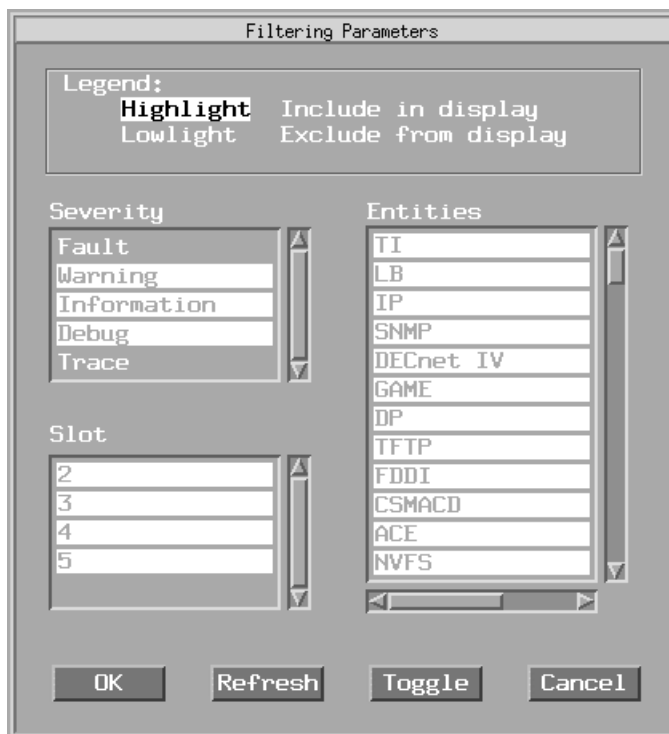 Filtering Parameters
Legend:
Highlight Include in display
Lowlight Exclude from display
Severity
Fault
Warning
Information
Debug
Trace
Slot
2
3
4
5
Entities
TI
LB
IP
SNMP
DECnet IV
GAME
DP
TFTP
FDDI
CSMACD
ACE
NVFS
OK Refresh Toggle Cancel